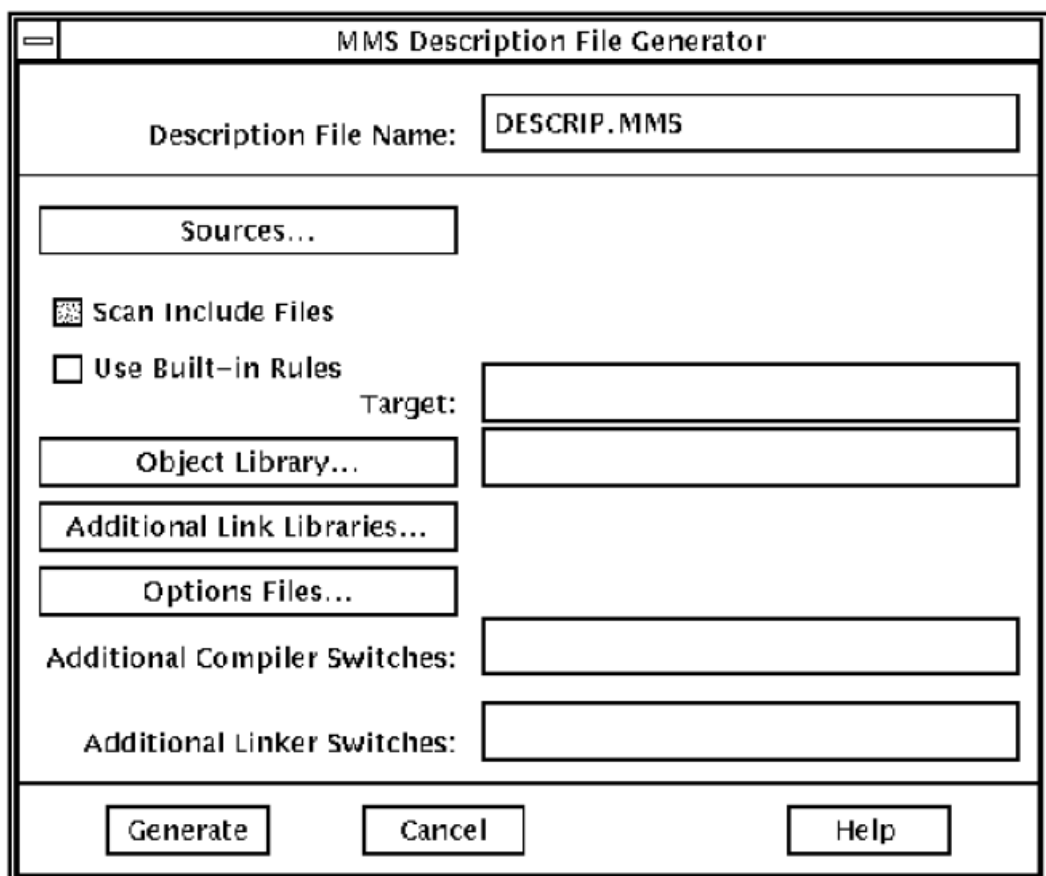 MMS Description File Generator
Description File Name: DESCRIP.MMS
Sources...
Scan Include Files
Use Built-in Rules
Target:
Object Library...
Additional Link Libraries...
Options Files...
Additional Compiler Switches:
Additional Linker Switches:
Generate Cancel Help